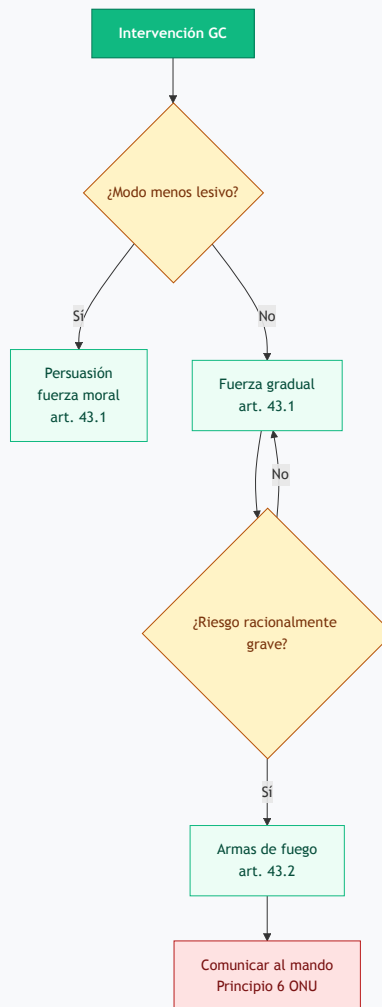 Intervención GC
¿Modo menos lesivo?
Sí
No
Persuasión
fuerza moral
art. 43.1
Fuerza gradual
art. 43.1
No
¿Riesgo racionalmente
grave?
Sí
Armas de fuego
art. 43.2
Comunicar al mando
Principio 6 ONU